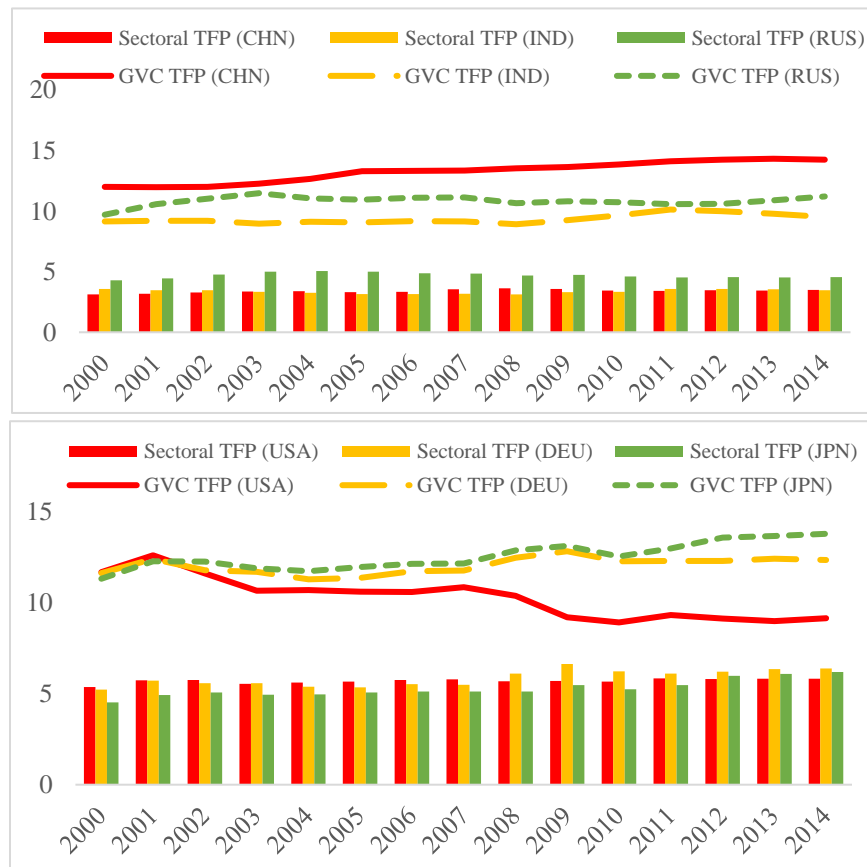 Sectoral TFP (CHN) Sectoral TFP (IND) Sectoral TFP (RUS)
GVC TFP (CHN) GVC TFP (IND) GVC TFP (RUS)
20
15
10
5
0
2000 2001 2002 2003 2004 2005 2006 2007 2008 2009 2010 2011 2012 2013 2014
Sectoral TFP (USA) Sectoral TFP (DEU) Sectoral TFP (JPN)
GVC TFP (USA) GVC TFP (DEU) GVC TFP (JPN)
15
10
5
0
2000 2001 2002 2003 2004 2005 2006 2007 2008 2009 2010 2011 2012 2013 2014